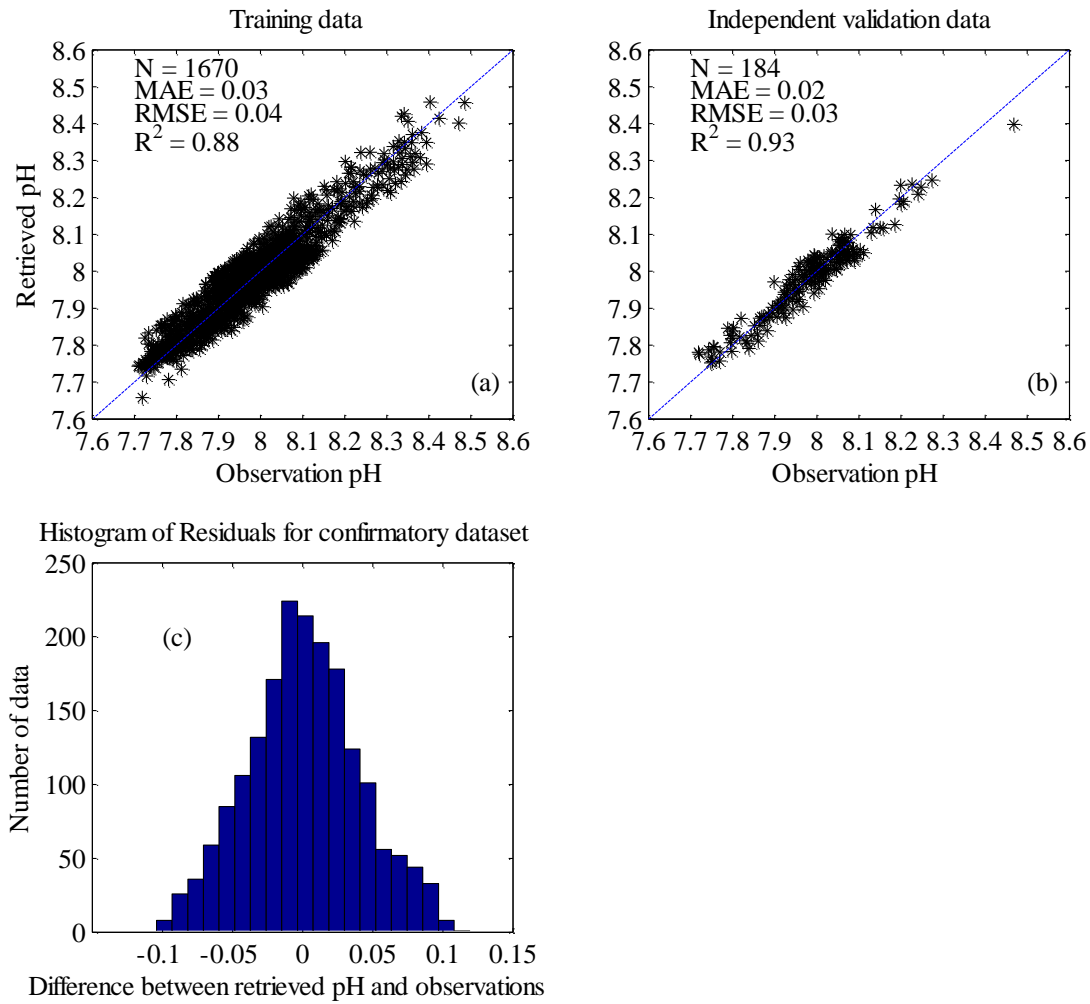 Training data
8.6
8.5
8.4
8.3
8.2
8.1
8
7.9
7.8
7.7
7.6
Retrieved pH
N = 1670
MAE = 0.03
RMSE = 0.04
R² = 0.88
(a)
7.6 7.7 7.8 7.9 8 8.1 8.2 8.3 8.4 8.5 8.6
Observation pH
Independent validation data
8.6
8.5
8.4
8.3
8.2
8.1
8
7.9
7.8
7.7
7.6
N = 184
MAE = 0.02
RMSE = 0.03
R² = 0.93
(b)
7.6 7.7 7.8 7.9 8 8.1 8.2 8.3 8.4 8.5 8.6
Observation pH
Histogram of Residuals for confirmatory dataset
250
200
150
100
50
0
Number of data
(c)
-0.1 -0.05 0 0.05 0.1 0.15
Difference between retrieved pH and observations